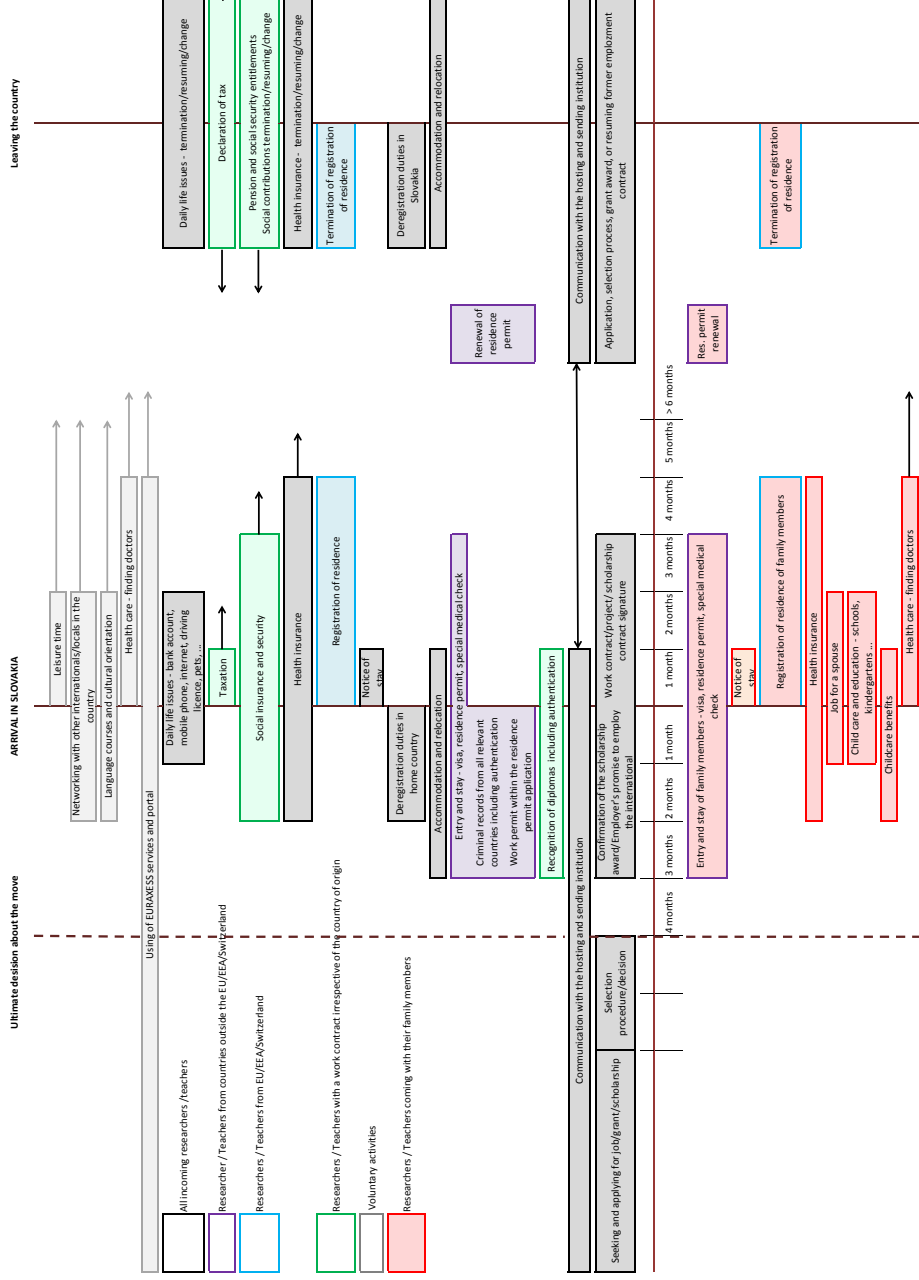 Ultimate desision about the move
ARRIVAL IN SLOVAKIA
Leaving the country
Leisure time
Networking with other internationals/locals in the
country
Language courses and cultural orientation
Health care - finding doctors
Using of EURAXESS services and portal
All incoming researchers /teachers
Daily life issues - bank account,
mobile phone, internet, driving
licence, pets, ...
Daily life issues - termination/resuming/change
Researcher / Teachers from countries outside the EU/EEA/Switzerland
Taxation
Declaration of tax
Researchers / Teachers from EU/EEA/Switzerland
Social insurance and security
Pension and social security entitlements
Social contributions termination/resuming/change
Health insurance
Health insurance - termination/resuming/change
Researchers / Teachers with a work contract irrespective of the country of origin
Registration of residence
Termination of registration
of residence
Voluntary activities
Notice of
stay
Researchers / Teachers coming with their family members
Deregistration duties in
home country
Deregistration duties in
Slovakia
Accommodation and relocation
Accommodation and relocation
Entry and stay - visa, residence permit, special medical check
Criminal records from all relevant
countries including authentication
Work permit within the residence
permit application
Renewal of
residence
permit
Recognition of diplomas including authentication
Communication with the hosting and sending institution
Communication with the hosting and sending institution
Seeking and applying for job/grant/scholarship
Selection
procedure/decision
Confirmation of the scholarship
award/Employer's promise to employ
the international
Work contract/project/ scholarship
contract signature
Application, selection process, grant award, or resuming former employment
contract
4 months
3 months
2 months
1 month
1 month
2 months
3 months
4 months
5 months
> 6 months
Entry and stay of family members - visa, residence permit, special medical
check
Res. permit
renewal
Notice of
stay
Registration of residence of family members
Termination of registration
of residence
Health insurance
Job for a spouse
Child care and education - schools,
kindergartens ...
Childcare benefits
Health care - finding doctors